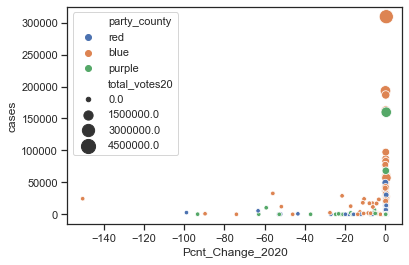 party_county
red
blue
purple
total_votes20
0.0
1500000.0
3000000.0
4500000.0
300000
250000
200000
150000
100000
50000
0
cases
−140 −120 −100 −80 −60 −40 −20 0
Pcnt_Change_2020